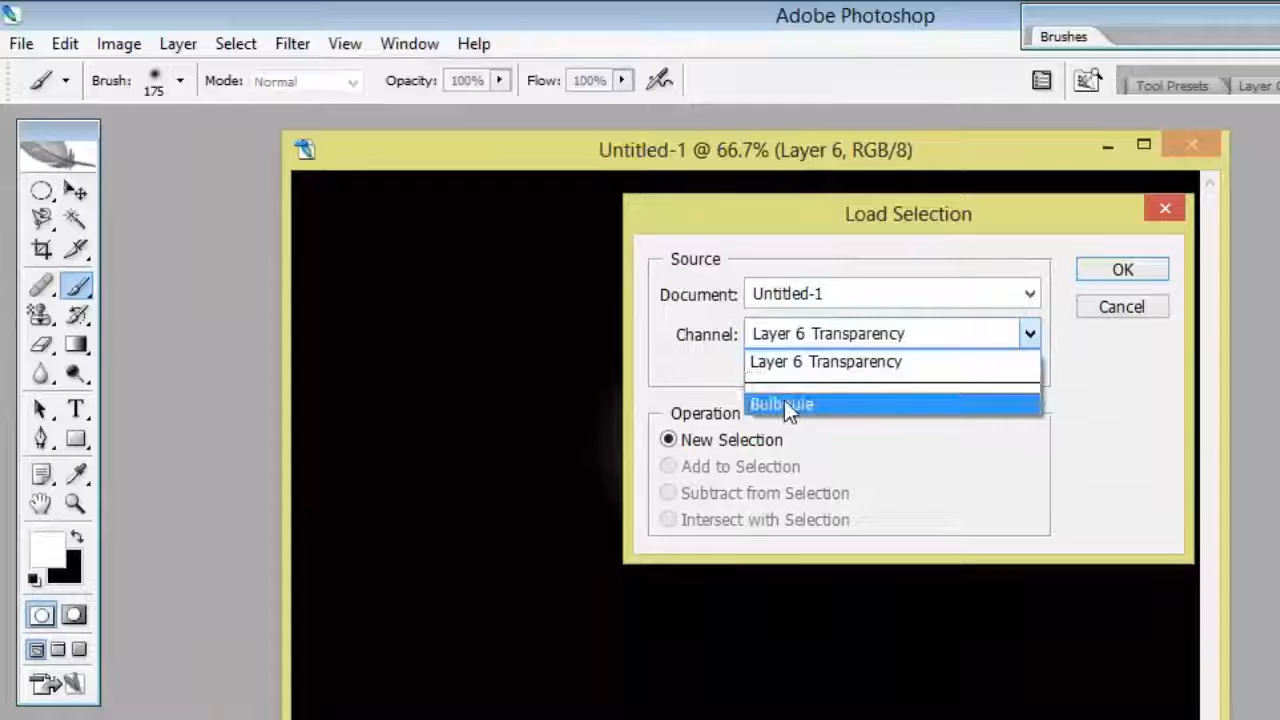 Adobe Photoshop
Brushes
File Edit Image Layer Select Filter View Window Help
Brush: 175 Mode: Normal Opacity: 100% Flow: 100%
Tool Presets Layer
Untitled-1 @ 66.7% (Layer 6, RGB/8)
Load Selection
Source
Document: Untitled-1
OK
Channel: Layer 6 Transparency
Cancel
Layer 6 Transparency
Operation
New Selection
Add to Selection
Subtract from Selection
Intersect with Selection